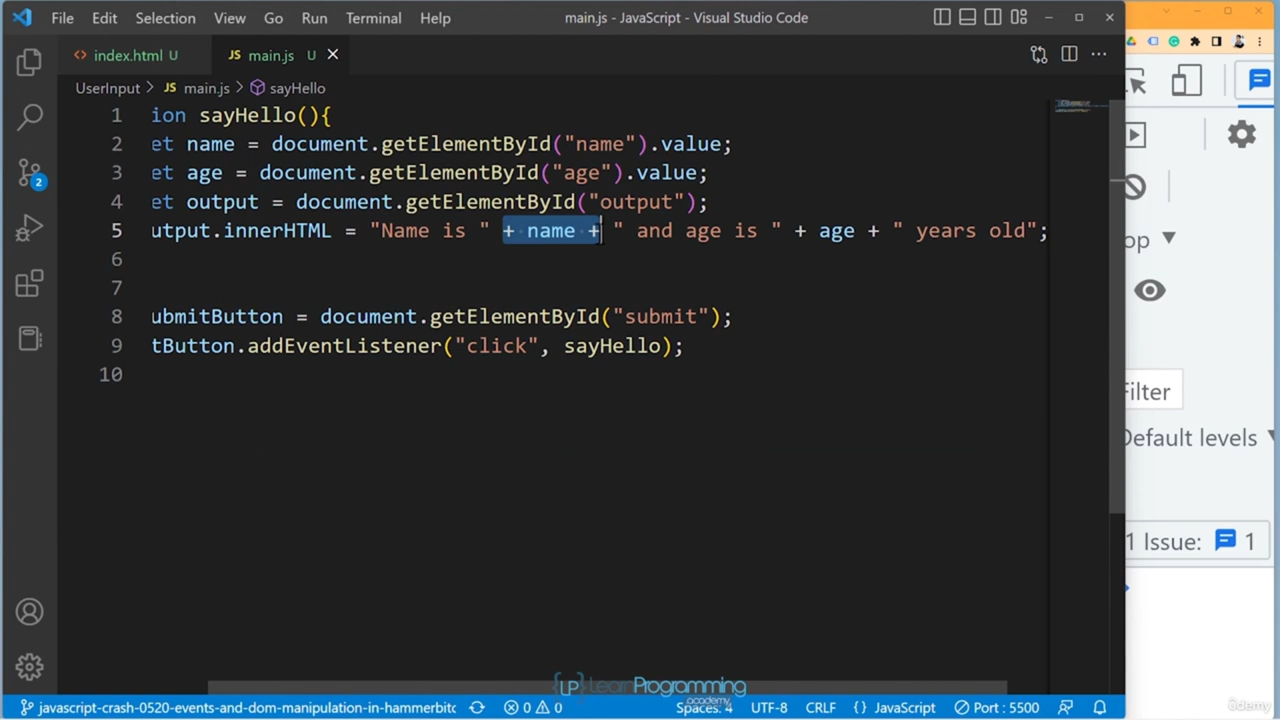 File Edit Selection View Go Run Terminal Help main.js - JavaScript - Visual Studio Code
index.html U JS main.js U
UserInput > JS main.js > sayHello
1 ion sayHello(){
2 et name = document.getElementById("name").value;
3 et age = document.getElementById("age").value;
4 et output = document.getElementById("output");
5 utput.innerHTML = "Name is " + name + " and age is " + age + " years old";
6
7
8 ubmitButton = document.getElementById("submit");
9 tButton.addEventListener("click", sayHello);
10
2
op
Filter
Default levels
1 Issue: 1
{LP} LearnProgramming
academy
javascript-crash-0520-events-and-dom-manipulation-in-hammerbitc 0 0 Spaces: 4 UTF-8 CRLF {} JavaScript Port : 5500
ûdemy